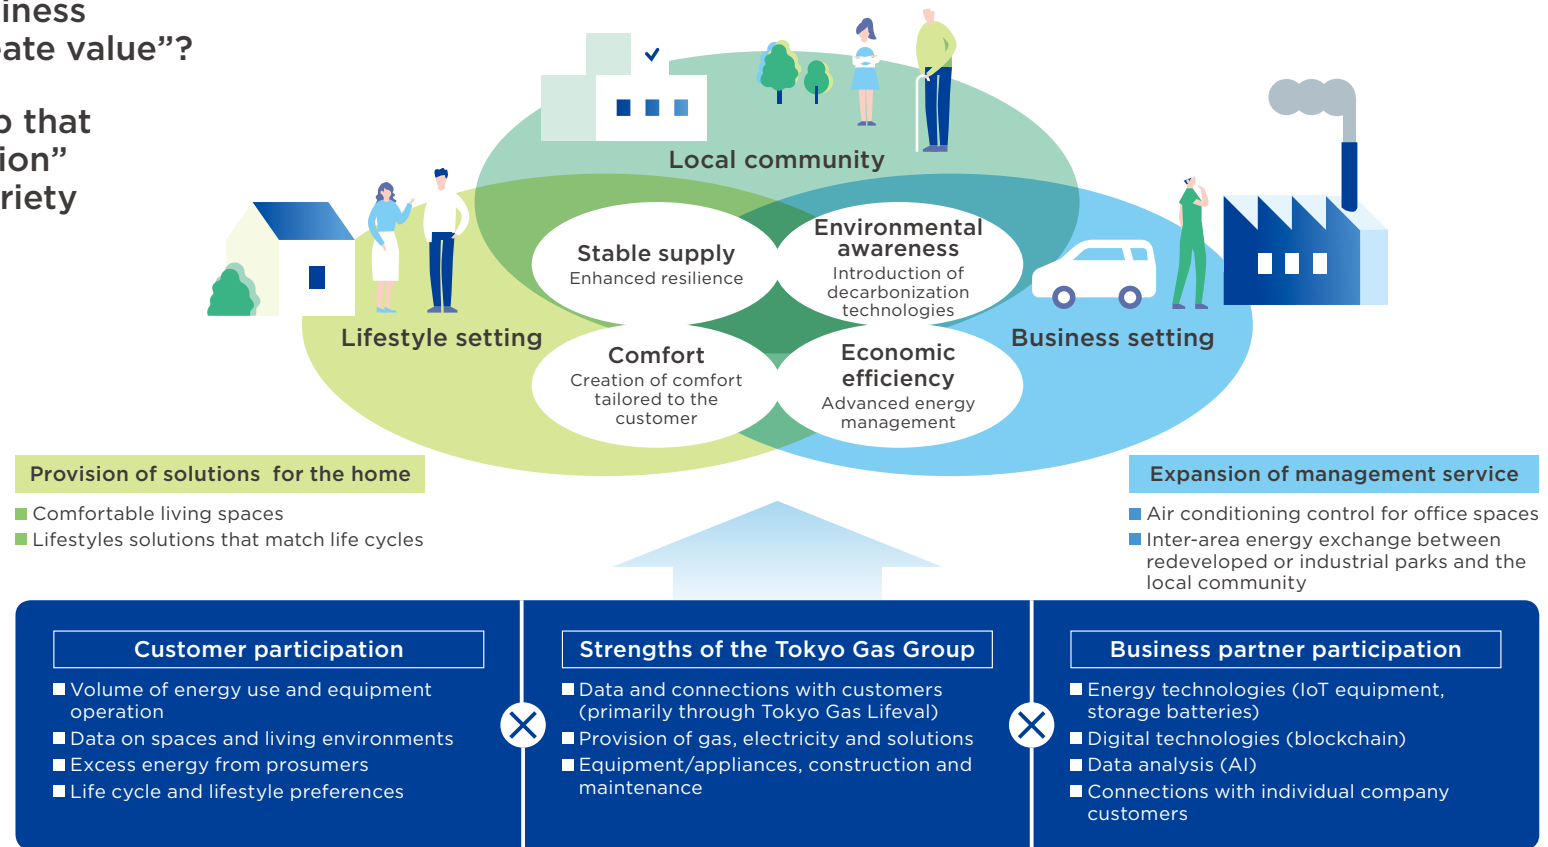 iness
eate value”?
o that
ion”
riety
Local community
Lifestyle setting
Business setting
Stable supply
Enhanced resilience
Environmental
awareness
Introduction of
decarbonization
technologies
Comfort
Creation of comfort
tailored to the
customer
Economic
efficiency
Advanced energy
management
Provision of solutions for the home
Comfortable living spaces
Lifestyles solutions that match life cycles
Expansion of management service
Air conditioning control for office spaces
Inter-area energy exchange between
redeveloped or industrial parks and the
local community
Customer participation
Volume of energy use and equipment
operation
Data on spaces and living environments
Excess energy from prosumers
Life cycle and lifestyle preferences
Strengths of the Tokyo Gas Group
Data and connections with customers
(primarily through Tokyo Gas Lifeval)
Provision of gas, electricity and solutions
Equipment/appliances, construction and
maintenance
Business partner participation
Energy technologies (IoT equipment,
storage batteries)
Digital technologies (blockchain)
Data analysis (AI)
Connections with individual company
customers